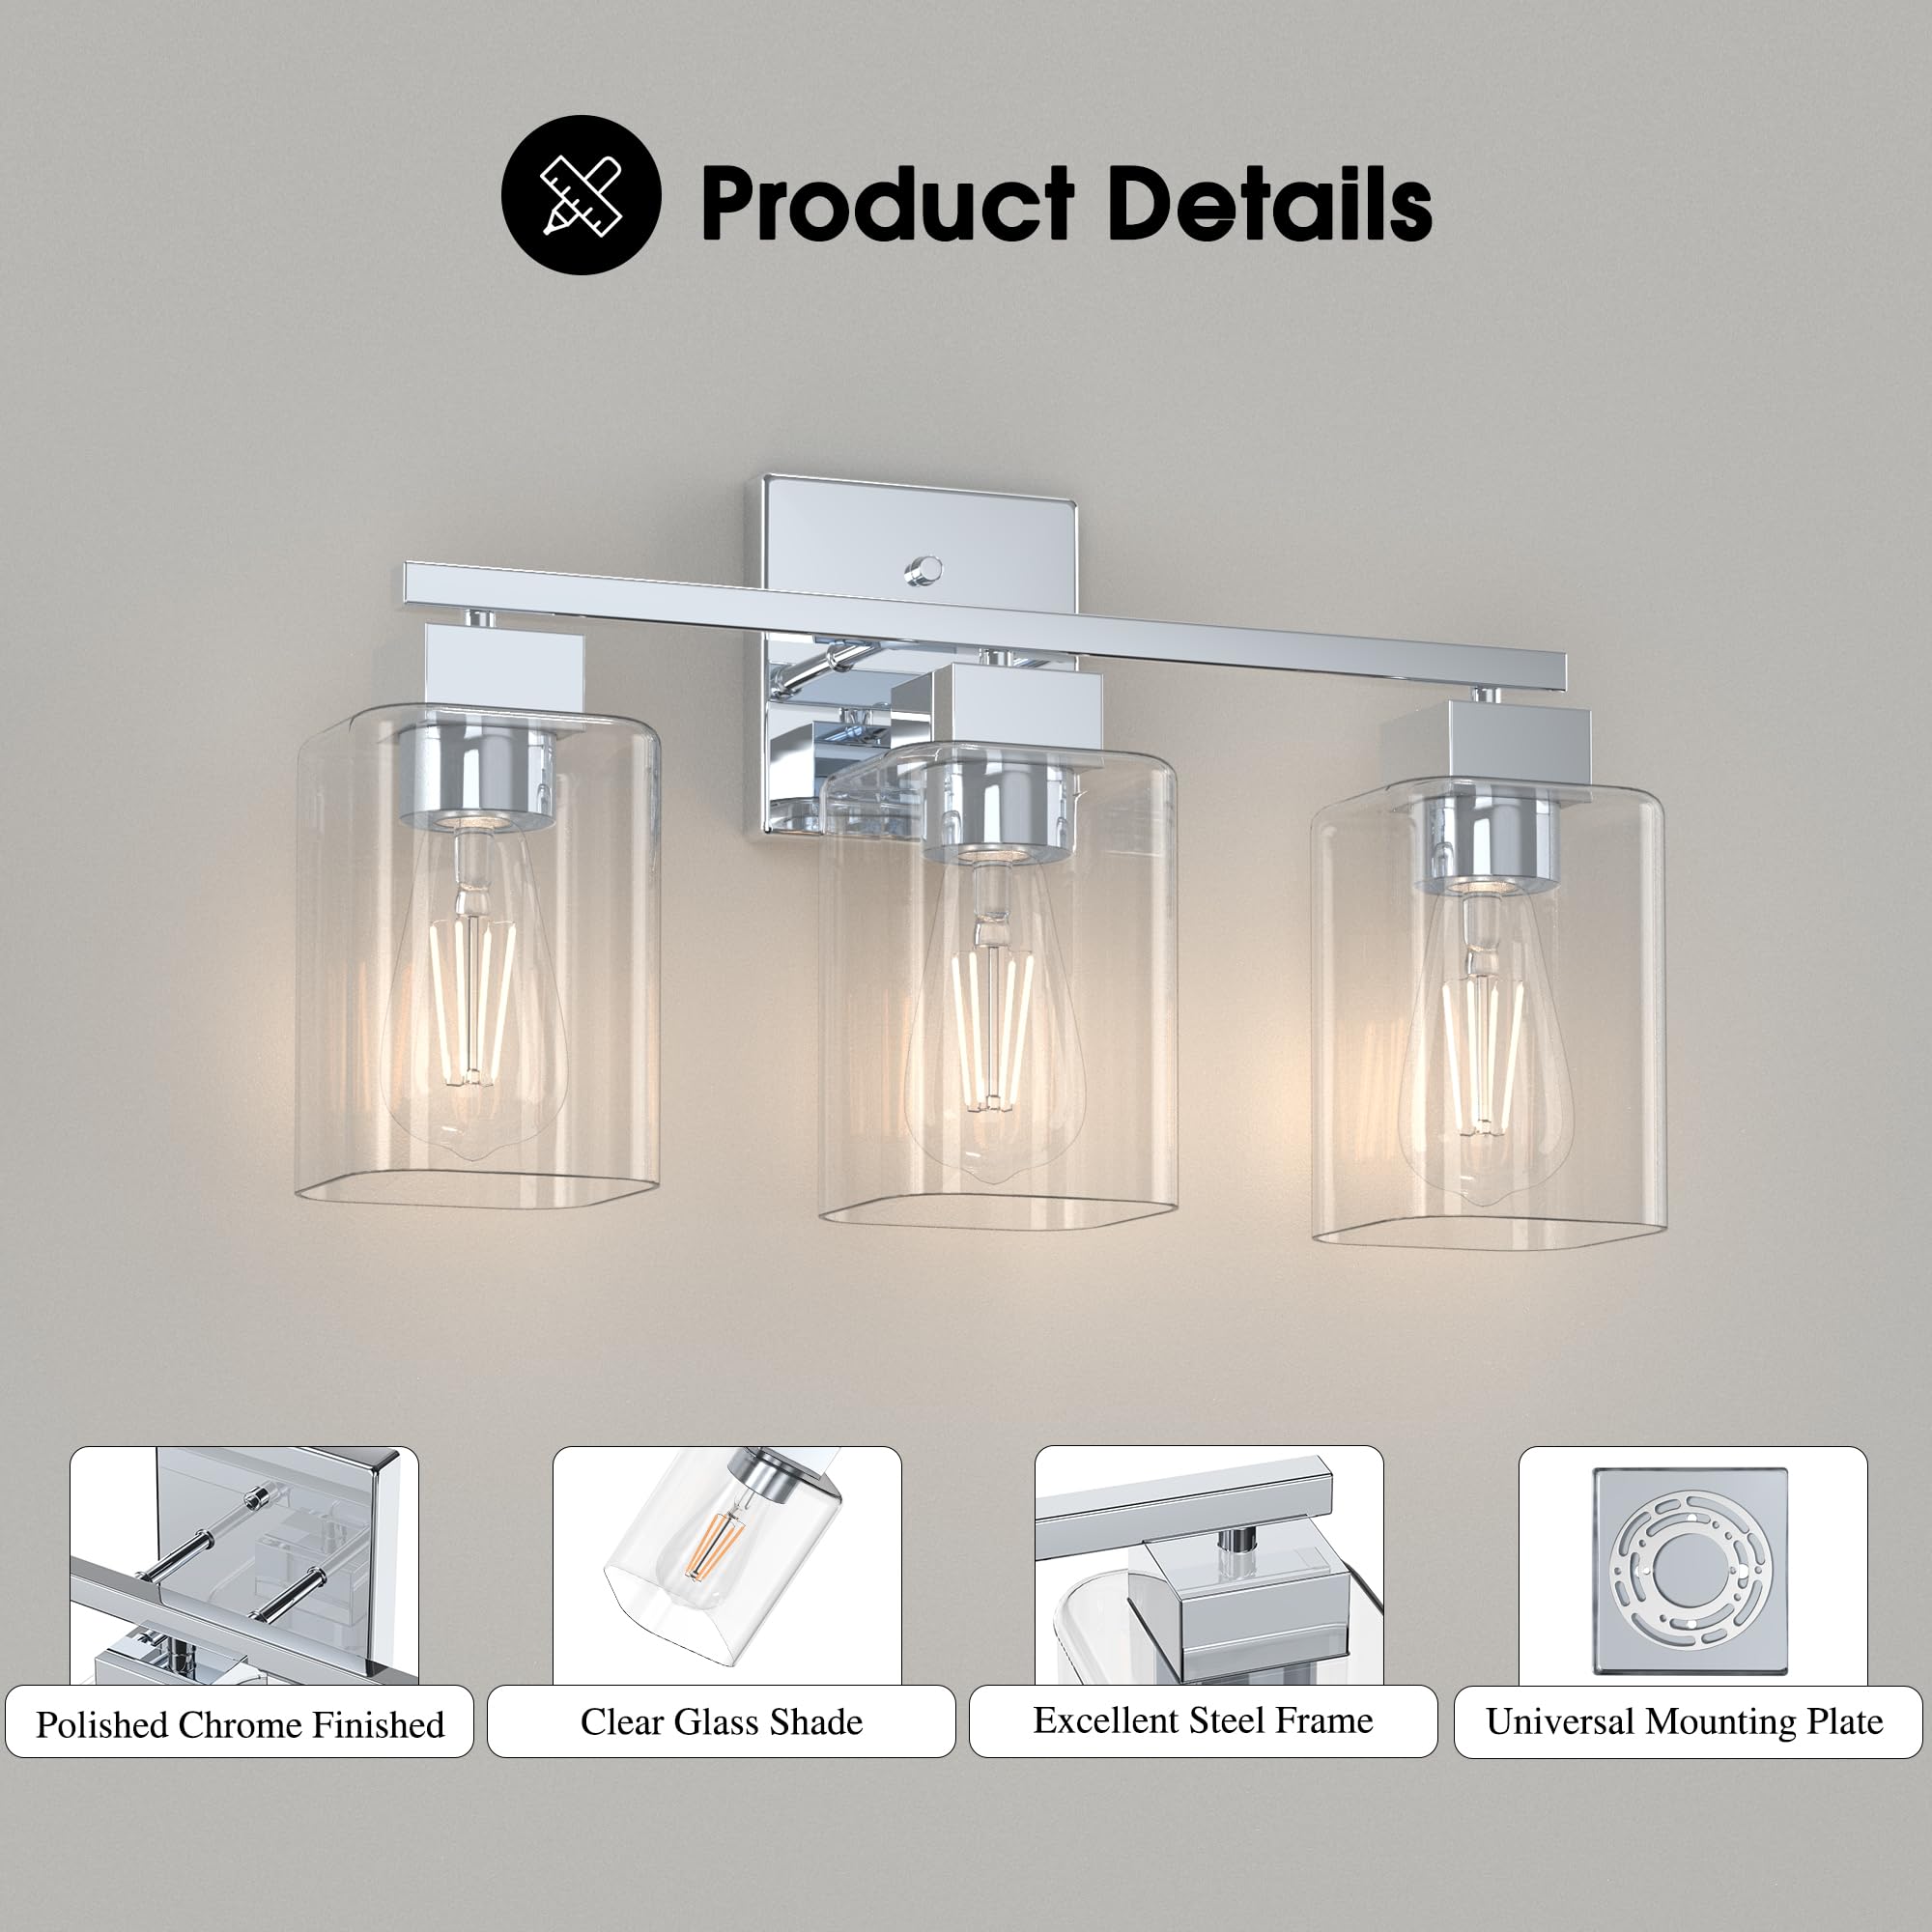 Product Details
Polished Chrome Finished
Clear Glass Shade
Excellent Steel Frame
Universal Mounting Plate